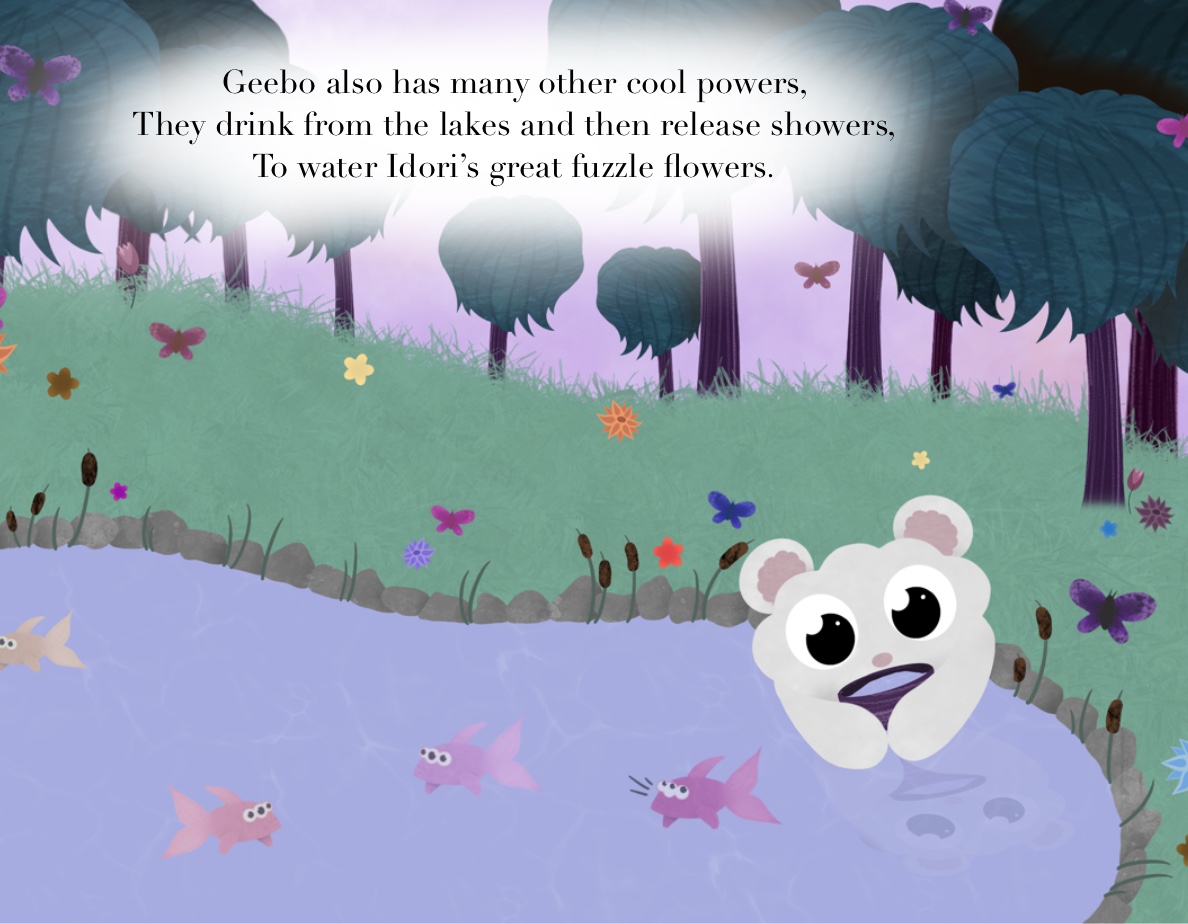 Geebo also has many other cool powers,
They drink from the lakes and then release showers,
To water Idori’s great fuzzle flowers.